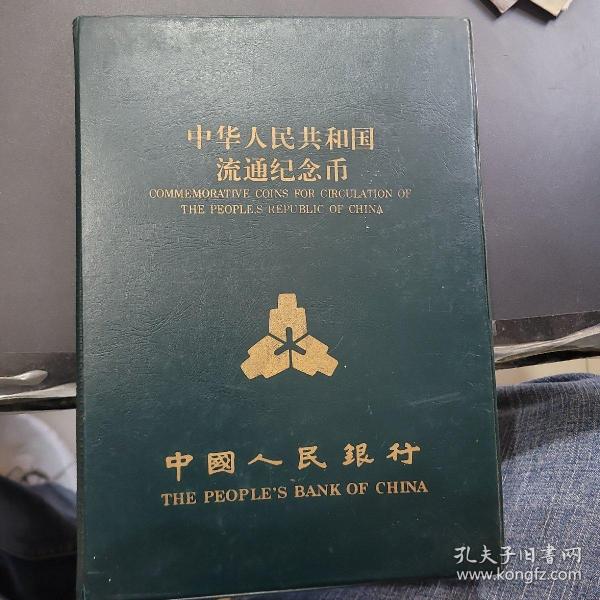 中华人民共和国
流通纪念币
COMMEMORATIVE COINS FOR CIRCULATION OF
THE PEOPLE,S REPUBLIC OF CHINA
中國人民銀行
THE PEOPLE'S BANK OF CHINA
孔夫子旧書网
www.kongfz.com